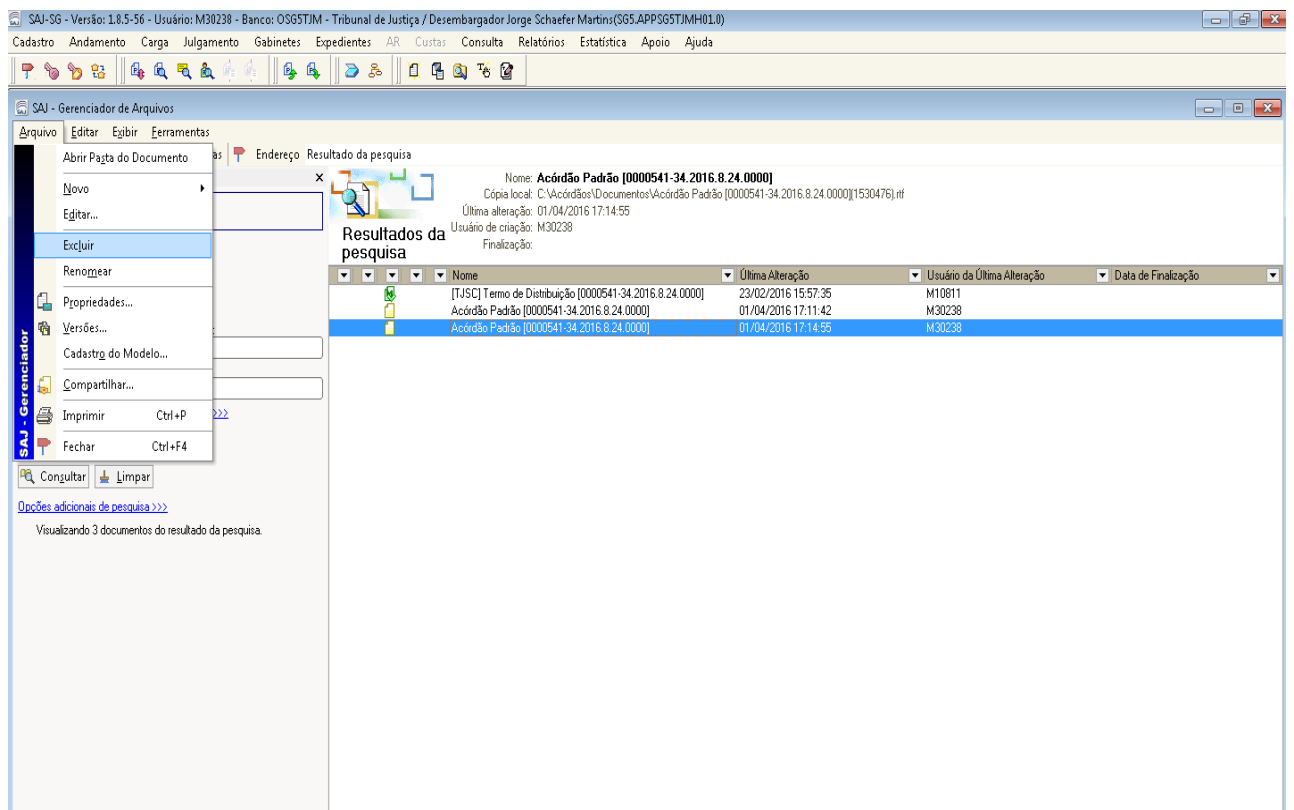 SAJ-SG - Versão: 1.8.5-56 - Usuário: M30238 - Banco: OSG5TJM - Tribunal de Justiça / Desembargador Jorge Schaefer Martins(SG5.APPSG5TJMH01.0)
Cadastro Andamento Carga Julgamento Gabinetes Expedientes AR Custas Consulta Relatórios Estatística Apoio Ajuda
SAJ - Gerenciador de Arquivos
Arquivo Editar Exibir Ferramentas
as Endereço Resultado da pesquisa
Abrir Pasta do Documento
Novo
Editar...
Excluir
Renomear
Propriedades...
Versões...
Cadastro do Modelo...
Compartilhar...
Imprimir Ctrl+P
>>>
Fechar Ctrl+F4
SAJ - Gerenciador
Consultar Limpar
Opções adicionais de pesquisa >>>
Visualizando 3 documentos do resultado da pesquisa.
Resultados da
pesquisa
Nome: Acórdão Padrão [0000541-34.2016.8.24.0000]
Cópia local: C:\Acórdãos\Documentos\Acórdão Padrão [0000541-34.2016.8.24.0000](1530476).rtf
Última alteração: 01/04/2016 17:14:55
Usuário de criação: M30238
Finalização:
Nome Última Alteração Usuário da Última Alteração Data de Finalização
[TJSC] Termo de Distribuição [0000541-34.2016.8.24.0000] 23/02/2016 15:57:35 M10811
Acórdão Padrão [0000541-34.2016.8.24.0000] 01/04/2016 17:11:42 M30238
Acórdão Padrão [0000541-34.2016.8.24.0000] 01/04/2016 17:14:55 M30238